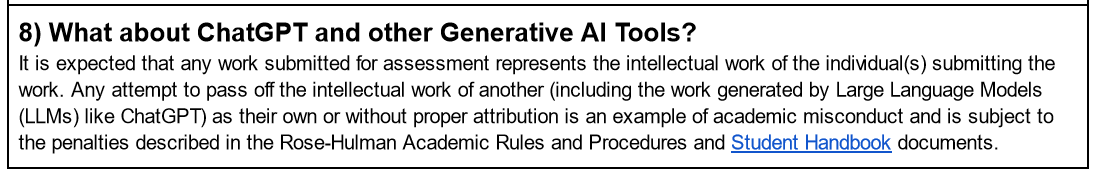 8) What about ChatGPT and other Generative AI Tools?
It is expected that any work submitted for assessment represents the intellectual work of the individual(s) submitting the
work. Any attempt to pass off the intellectual work of another (including the work generated by Large Language Models
(LLMs) like ChatGPT) as their own or without proper attribution is an example of academic misconduct and is subject to
the penalties described in the Rose-Hulman Academic Rules and Procedures and Student Handbook documents.